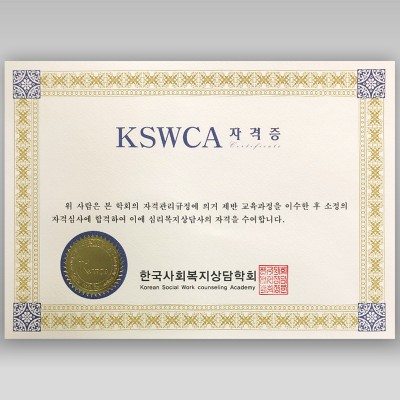 KSWCA 자격증
Certificate
위 사람은 본 학회의 자격관리규정에 의거 제반 교육과정을 이수한 후 소정의
자격심사에 합격하여 이에 심리복지상담사의 자격을 수여합니다.
한국사회복지상담학회
Korean Social Work counseling Academy